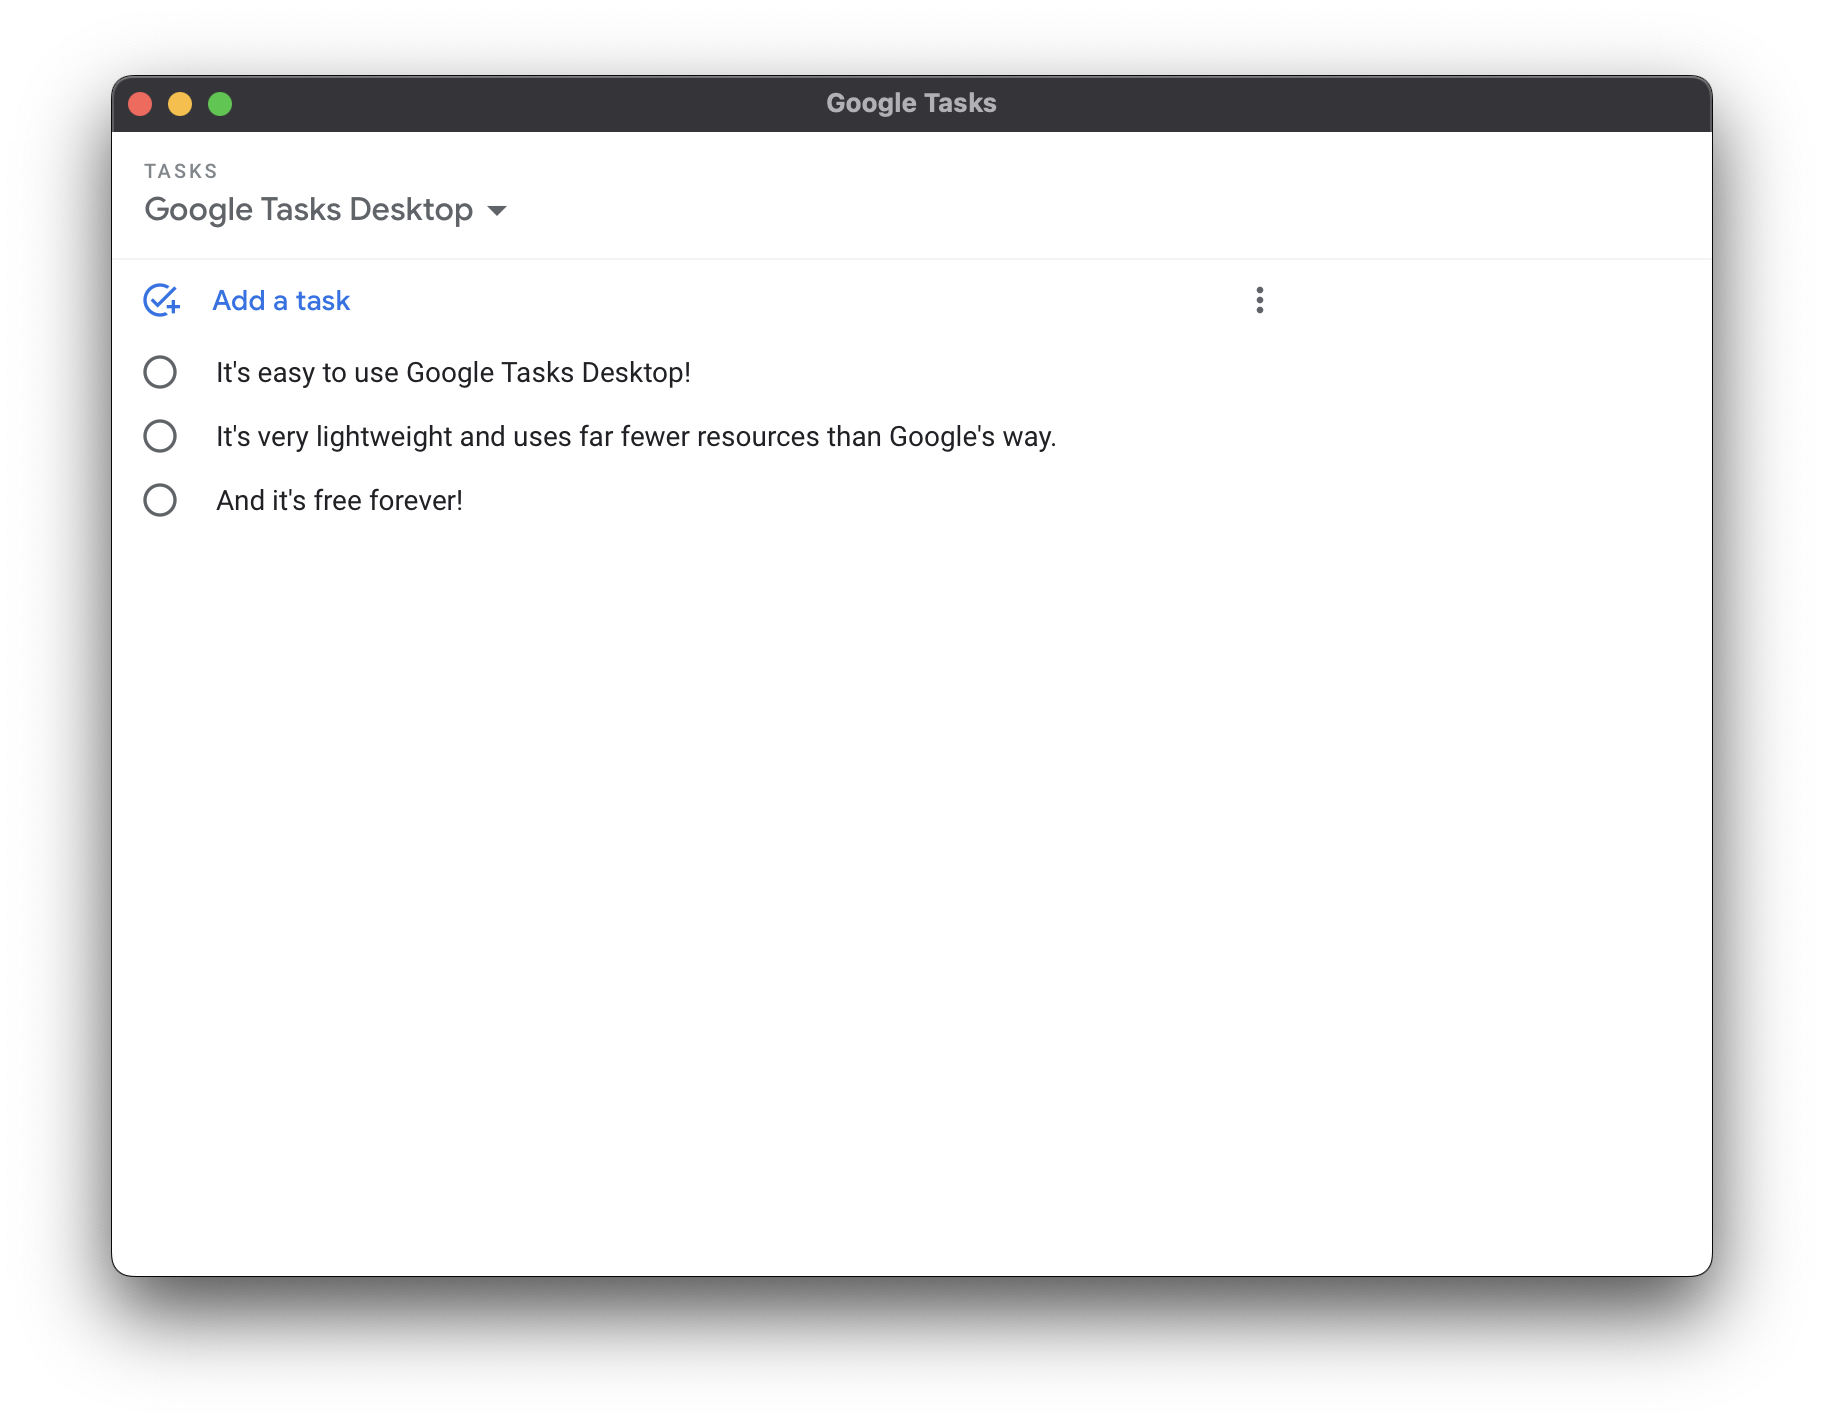 Google Tasks
TASKS
Google Tasks Desktop
Add a task
It's easy to use Google Tasks Desktop!
It's very lightweight and uses far fewer resources than Google's way.
And it's free forever!